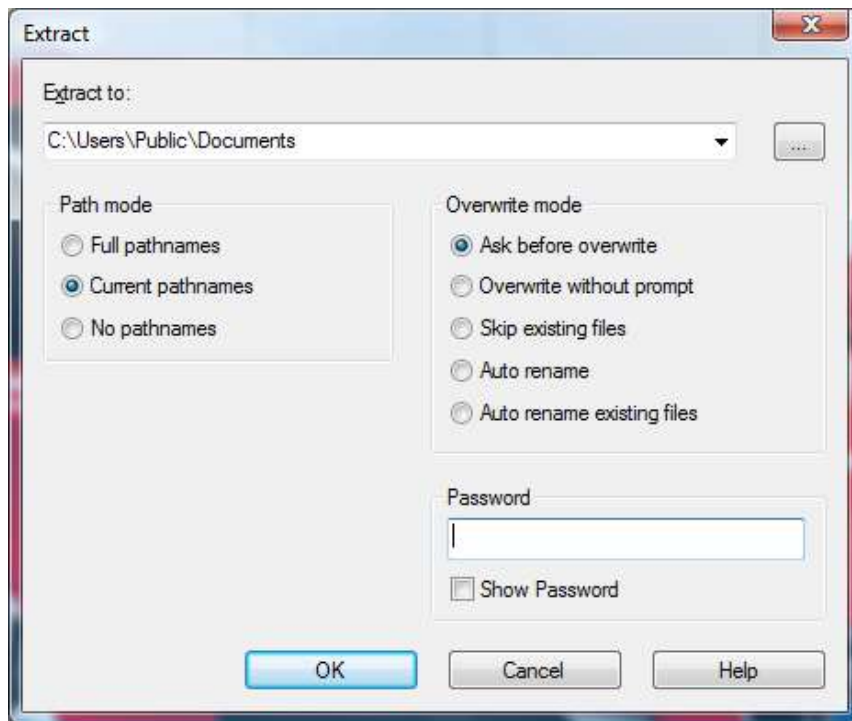 Extract
Extract to:
C:\Users\Public\Documents
...
Path mode
Full pathnames
Current pathnames
No pathnames
Overwrite mode
Ask before overwrite
Overwrite without prompt
Skip existing files
Auto rename
Auto rename existing files
Password
Show Password
OK
Cancel
Help